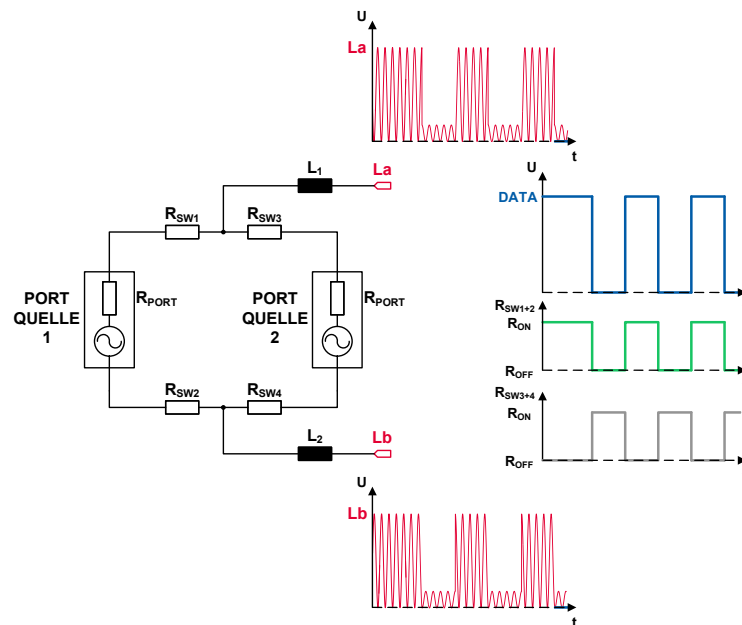 U
La
t
L1
La
RSW1
RSW3
PORT
QUELLE
1
RPORT
PORT
QUELLE
2
RPORT
RSW2
RSW4
L2
Lb
U
DATA
RSW1+2
RON
ROFF
RSW3+4
RON
ROFF
U
Lb
t